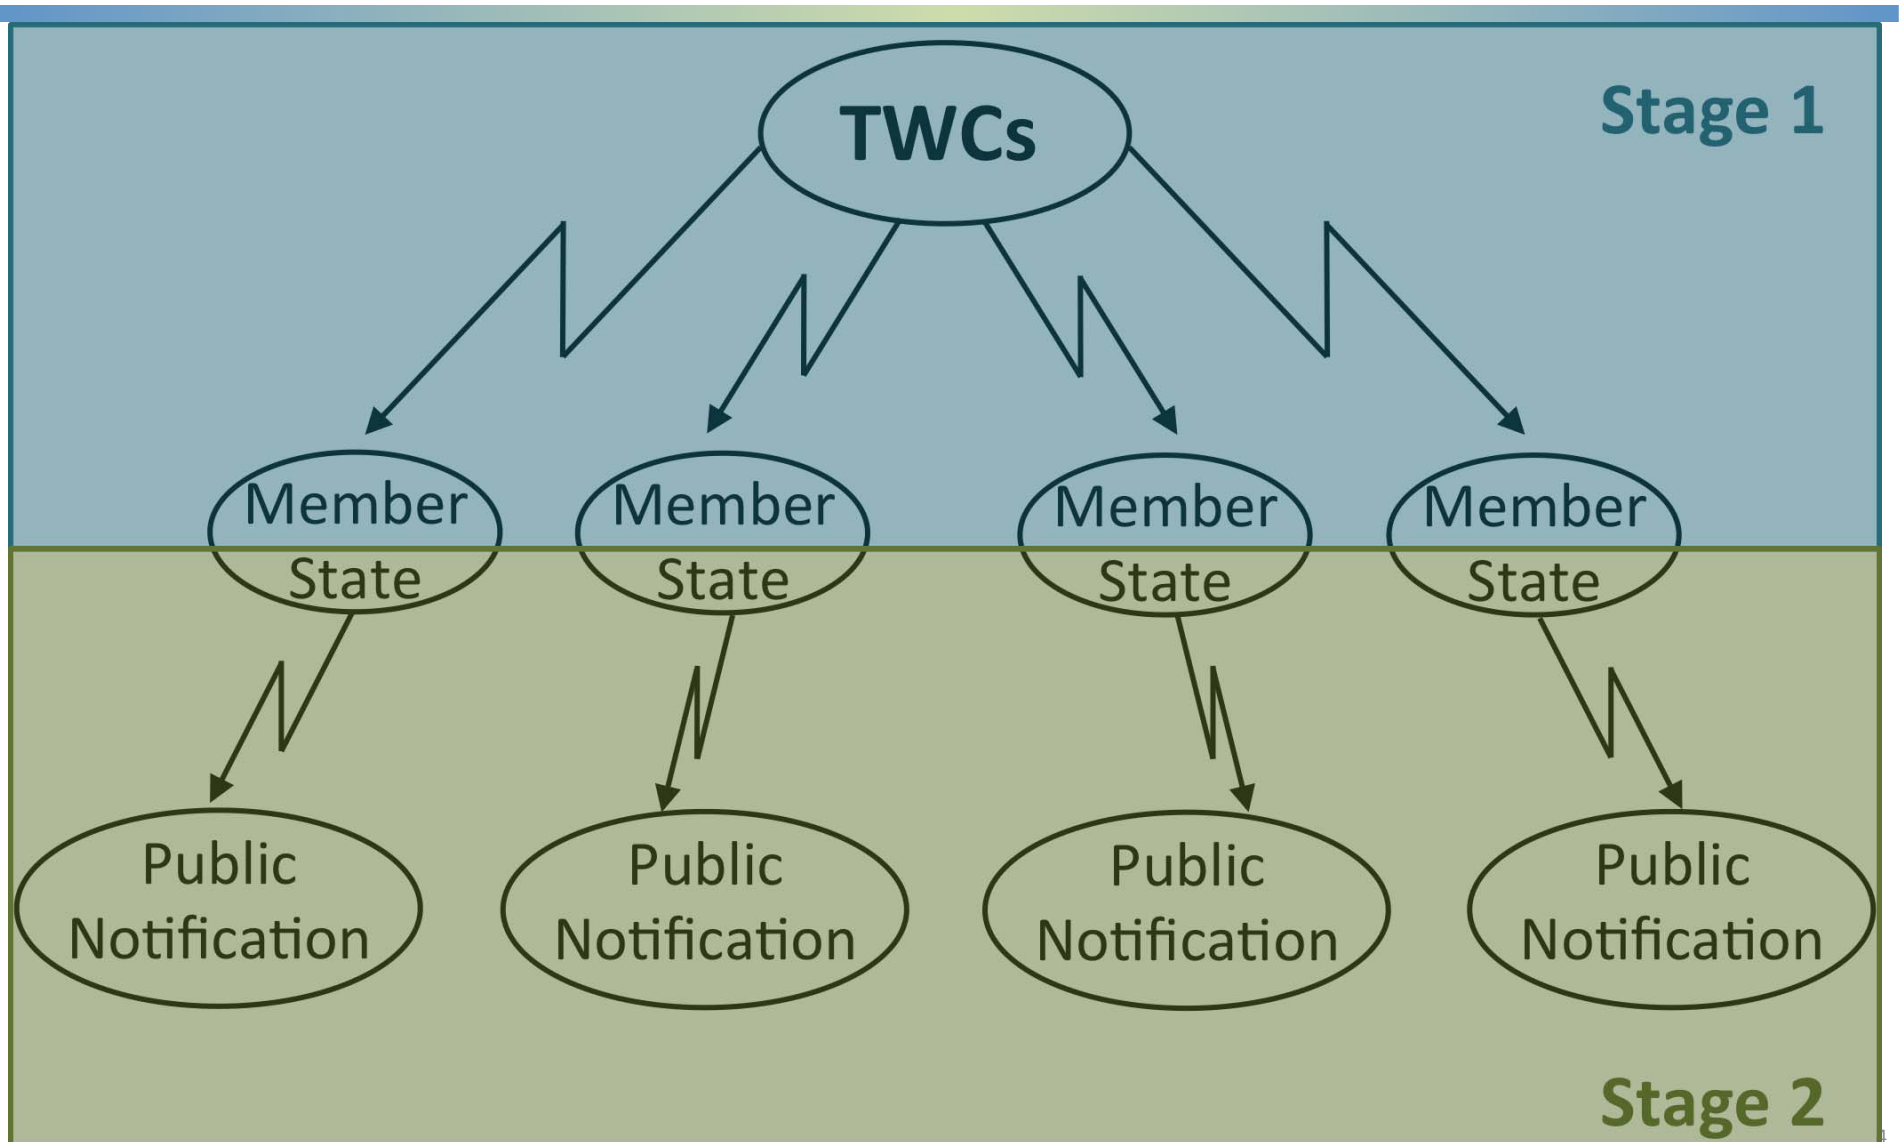 TWCs
Stage 1
Member
State
Member
State
Member
State
Member
State
Public
Notification
Public
Notification
Public
Notification
Public
Notification
Stage 2